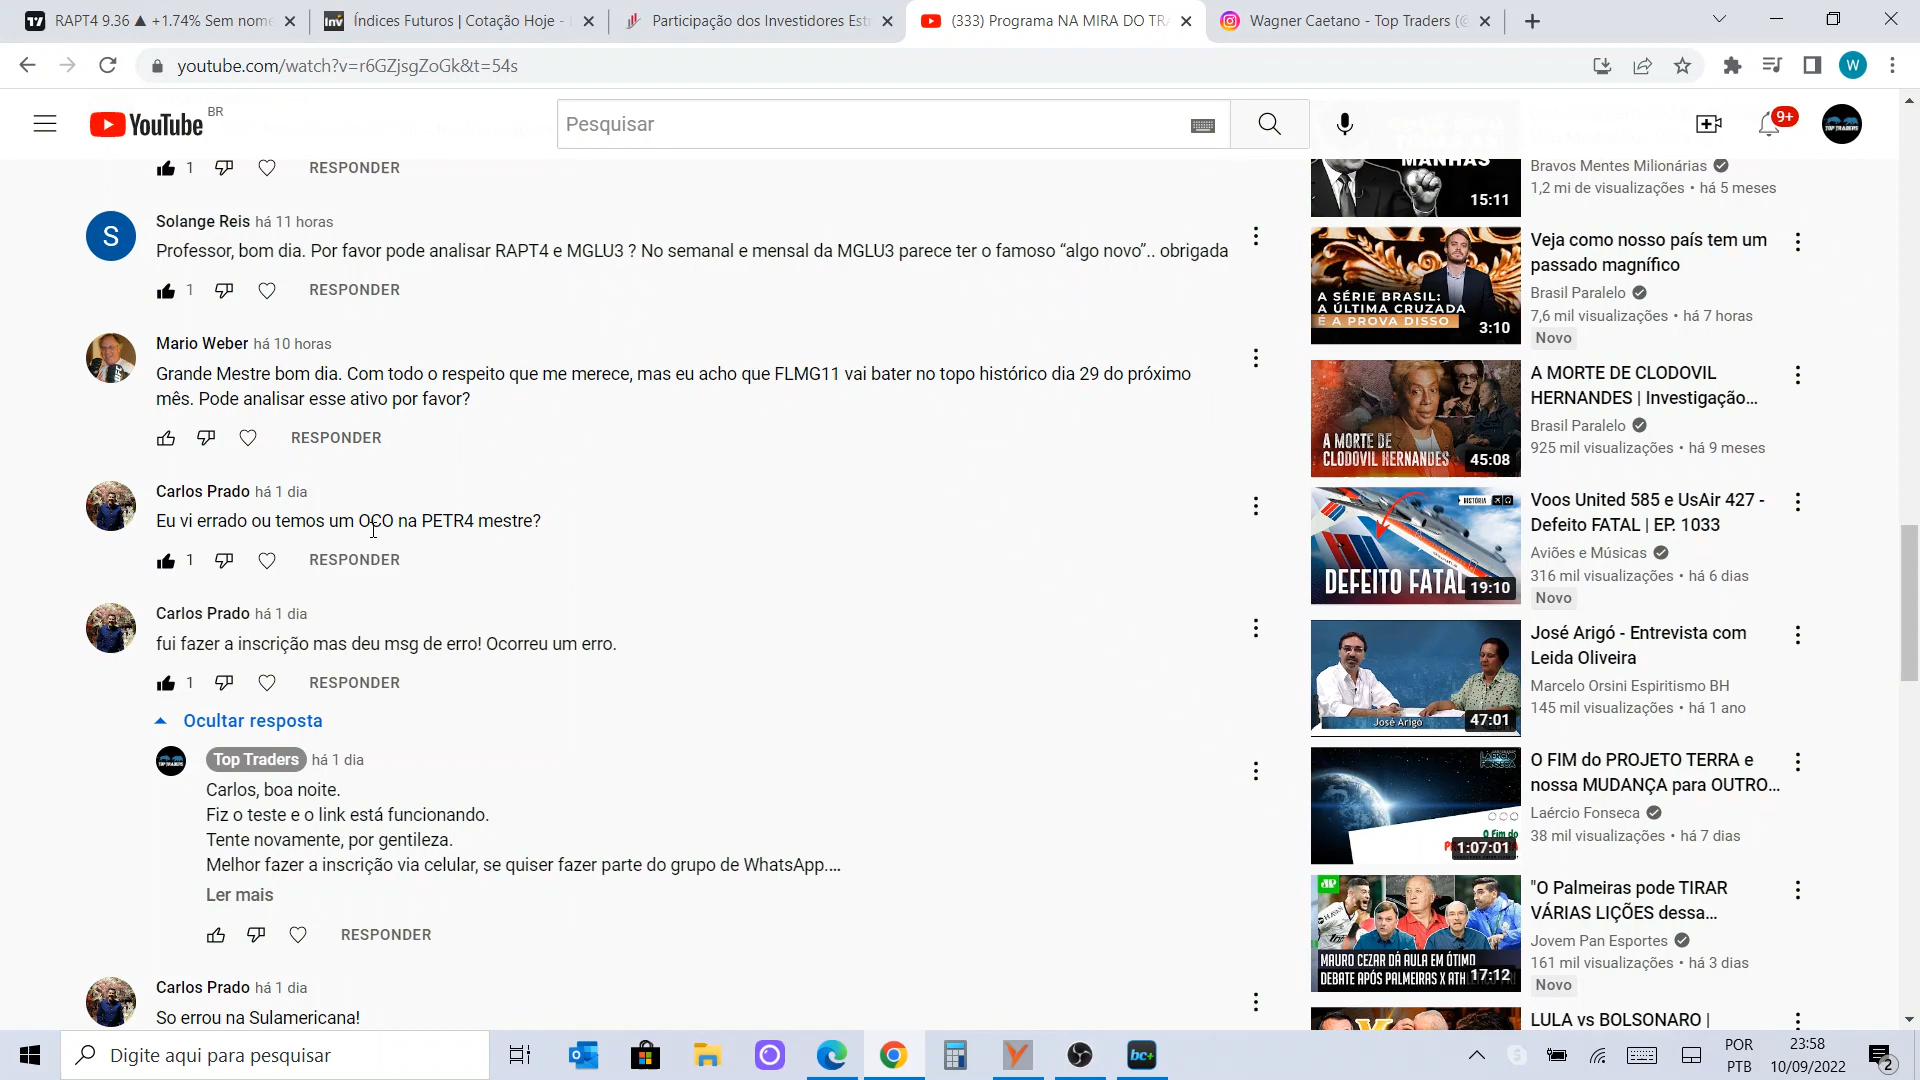 RAPT4 9.36 ▲ +1.74% Sem nome
Índices Futuros | Cotação Hoje -
Participação dos Investidores Est
(333) Programa NA MIRA DO TR
Wagner Caetano - Top Traders (@
youtube.com/watch?v=r6GZjsgZoGk&t=54s
W
YouTube BR
Pesquisar
9+
TOP TRADERS
1 RESPONDER
Solange Reis há 11 horas
Professor, bom dia. Por favor pode analisar RAPT4 e MGLU3 ? No semanal e mensal da MGLU3 parece ter o famoso “algo novo”.. obrigada
1 RESPONDER
Mario Weber há 10 horas
Grande Mestre bom dia. Com todo o respeito que me merece, mas eu acho que FLMG11 vai bater no topo histórico dia 29 do próximo
mês. Pode analisar esse ativo por favor?
RESPONDER
Carlos Prado há 1 dia
Eu vi errado ou temos um OCO na PETR4 mestre?
1 RESPONDER
Carlos Prado há 1 dia
fui fazer a inscrição mas deu msg de erro! Ocorreu um erro.
1 RESPONDER
Ocultar resposta
Top Traders há 1 dia
Carlos, boa noite.
Fiz o teste e o link está funcionando.
Tente novamente, por gentileza.
Melhor fazer a inscrição via celular, se quiser fazer parte do grupo de WhatsApp....
Ler mais
RESPONDER
Carlos Prado há 1 dia
So errou na Sulamericana!
MANHÃS
15:11
Bravos Mentes Milionárias
1,2 mi de visualizações • há 5 meses
A SÉRIE BRASIL:
A ÚLTIMA CRUZADA
É A PROVA DISSO
3:10
Veja como nosso país tem um
passado magnífico
Brasil Paralelo
7,6 mil visualizações • há 7 horas
Novo
A MORTE DE
CLODOVIL HERNANDES
45:08
A MORTE DE CLODOVIL
HERNANDES | Investigação...
Brasil Paralelo
925 mil visualizações • há 9 meses
HISTÓRIA
DEFEITO FATAL
19:10
Voos United 585 e UsAir 427 -
Defeito FATAL | EP. 1033
Aviões e Músicas
316 mil visualizações • há 6 dias
Novo
José Arigó
47:01
José Arigó - Entrevista com
Leida Oliveira
Marcelo Orsini Espiritismo BH
145 mil visualizações • há 1 ano
LAÉRCIO
FONSECA
O Fim do
1:07:01
O FIM do PROJETO TERRA e
nossa MUDANÇA para OUTRO...
Laércio Fonseca
38 mil visualizações • há 7 dias
JP
MAURO CEZAR DÁ AULA EM ÓTIMO
DEBATE APÓS PALMEIRAS X
17:12
"O Palmeiras pode TIRAR
VÁRIAS LIÇÕES dessa...
Jovem Pan Esportes
161 mil visualizações • há 3 dias
Novo
LULA vs BOLSONARO |
Digite aqui para pesquisar
bc+
POR
PTB
23:58
10/09/2022
2